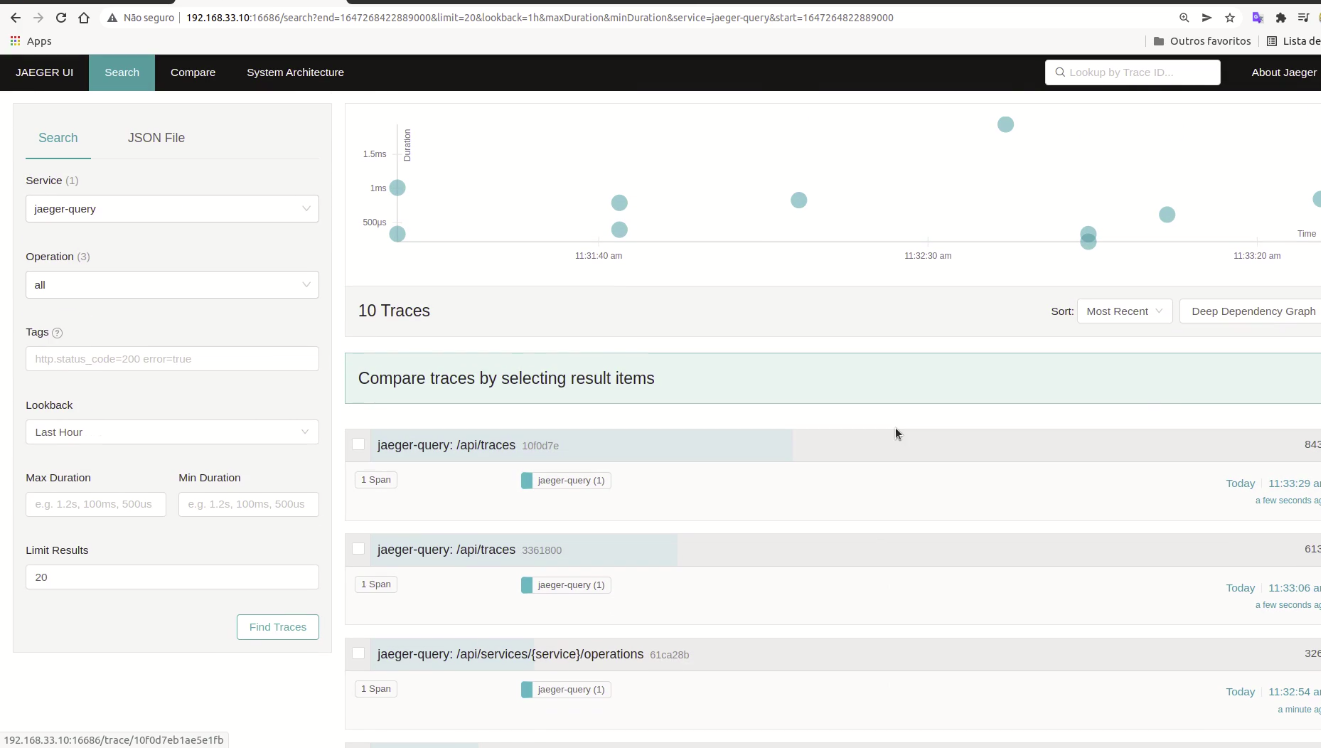 Não seguro
192.168.33.10:16686/search?end=1647268422889000&limit=20&lookback=1h&maxDuration&minDuration&service=jaeger-query&start=1647264822889000
Apps
Outros favoritos
Lista de
JAEGER UI
Search
Compare
System Architecture
Lookup by Trace ID...
About Jaeger
Search
JSON File
Service (1)
jaeger-query
Operation (3)
all
Tags ?
http.status_code=200 error=true
Lookback
Last Hour
Max Duration
Min Duration
e.g. 1.2s, 100ms, 500us
e.g. 1.2s, 100ms, 500us
Limit Results
20
Find Traces
Duration
1.5ms
1ms
500µs
Time
11:31:40 am
11:32:30 am
11:33:20 am
10 Traces
Sort:
Most Recent
Deep Dependency Graph
Compare traces by selecting result items
jaeger-query: /api/traces 10f0d7e
843
1 Span
jaeger-query (1)
Today
11:33:29 a
a few seconds ag
jaeger-query: /api/traces 3361800
613
1 Span
jaeger-query (1)
Today
11:33:06 a
a few seconds ag
jaeger-query: /api/services/{service}/operations 61ca28b
326
1 Span
jaeger-query (1)
Today
11:32:54 a
a minute ag
192.168.33.10:16686/trace/10f0d7eb1ae5e1fb